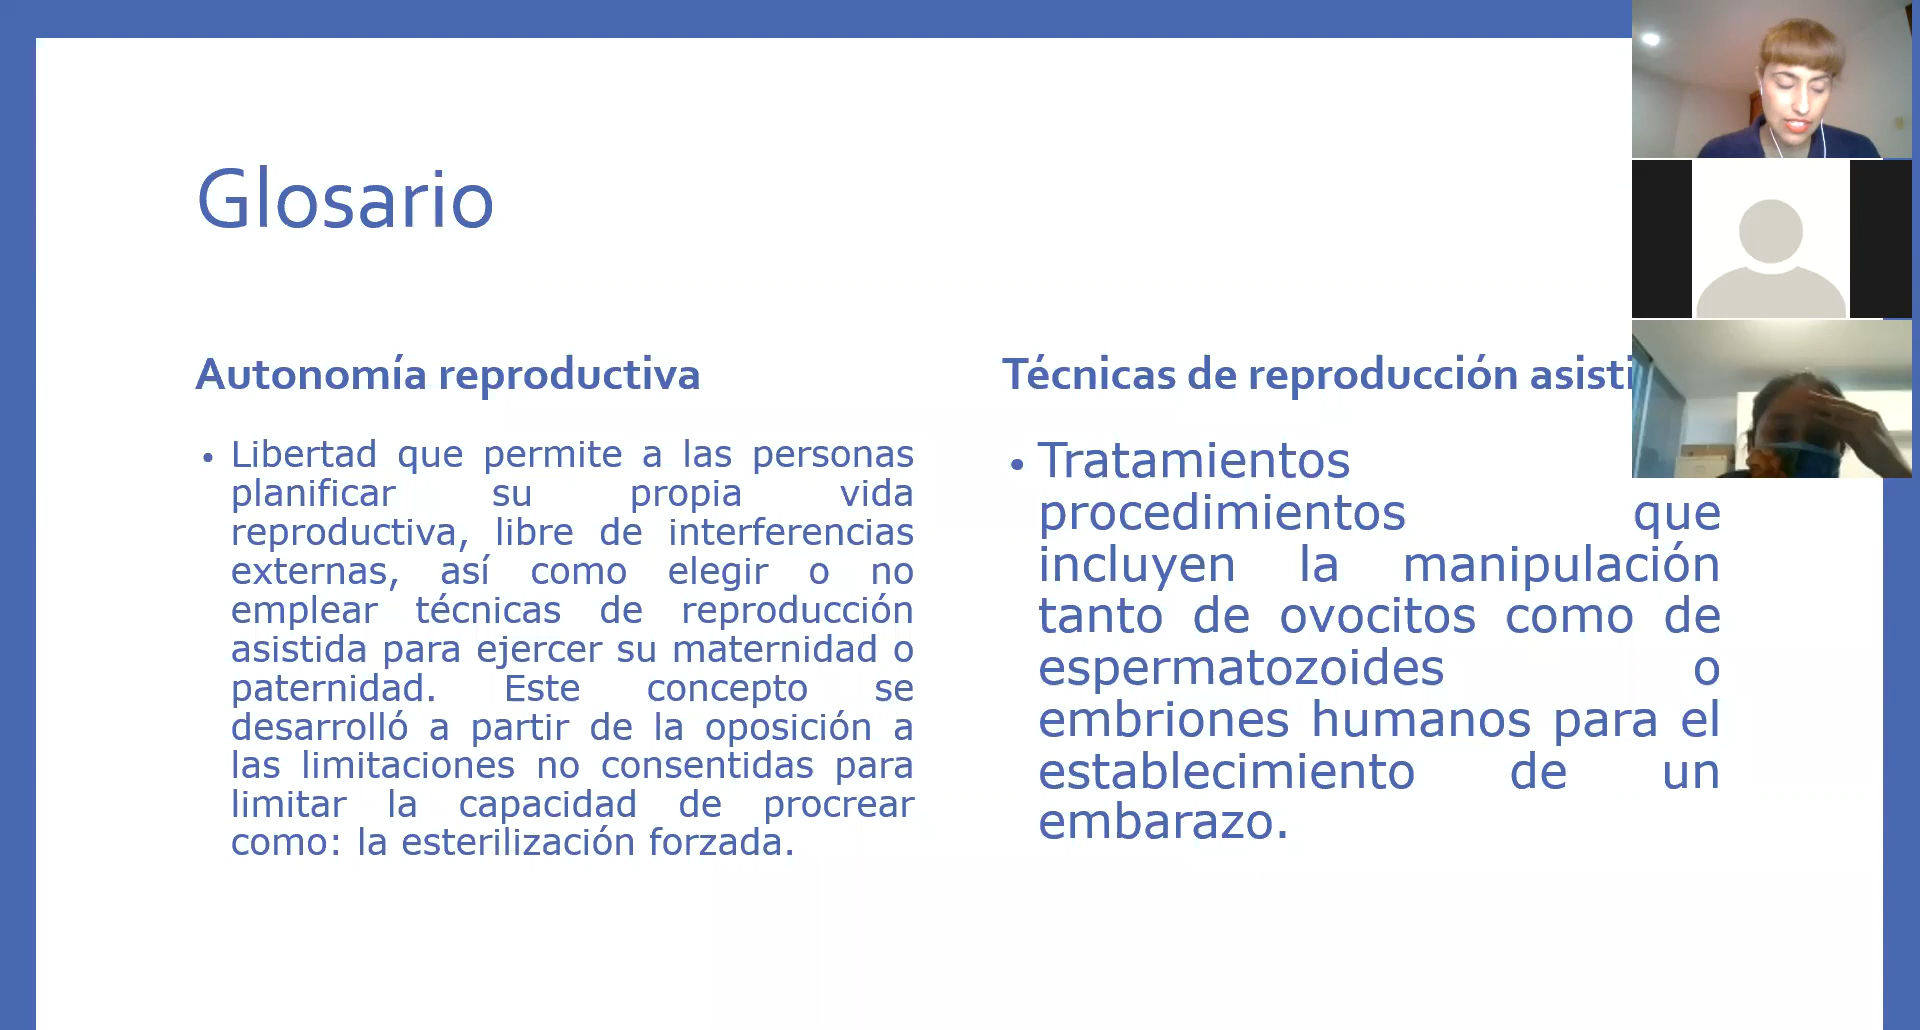 Glosario
Autonomía reproductiva
• Libertad que permite a las personas
planificar su propia vida
reproductiva, libre de interferencias
externas, así como elegir o no
emplear técnicas de reproducción
asistida para ejercer su maternidad o
paternidad. Este concepto se
desarrolló a partir de la oposición a
las limitaciones no consentidas para
limitar la capacidad de procrear
como: la esterilización forzada.
Técnicas de reproducción asisti
• Tratamientos
procedimientos que
incluyen la manipulación
tanto de ovocitos como de
espermatozoides o
embriones humanos para el
establecimiento de un
embarazo.